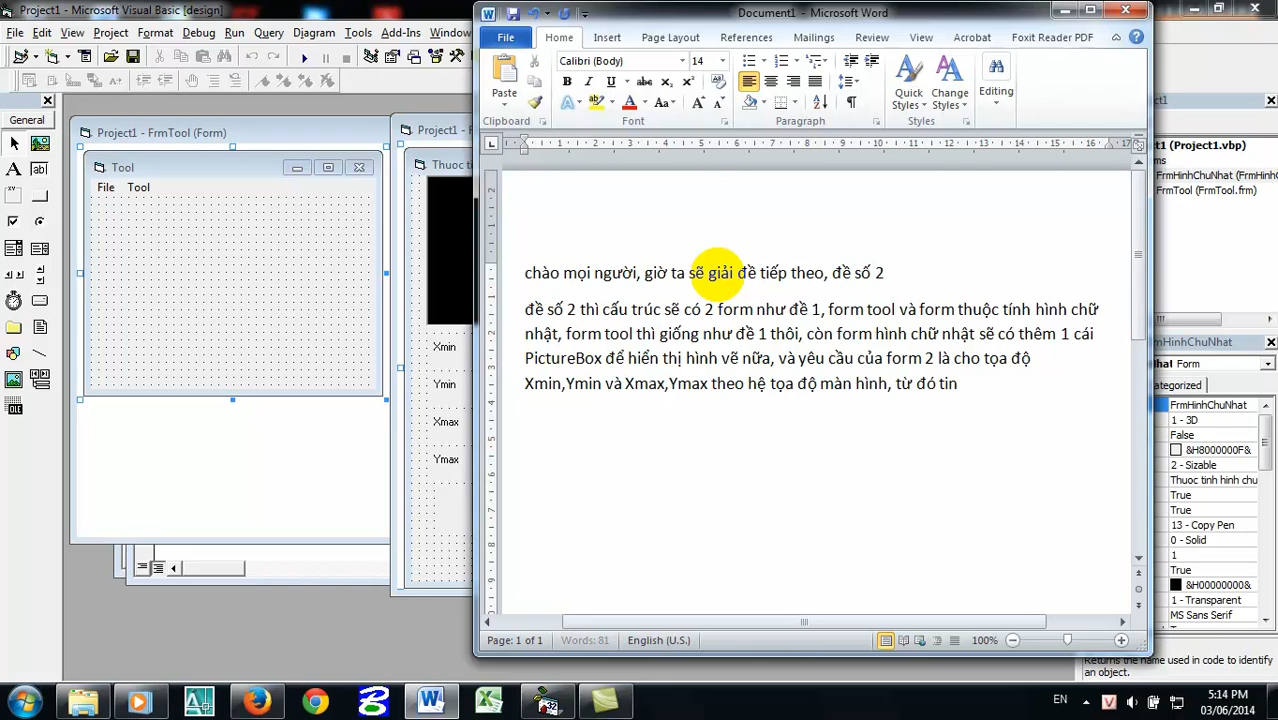 Project1 - Microsoft Visual Basic [design]
File Edit View Project Format Debug Run Query Diagram Tools Add-Ins Window
General
Project1 - FrmTool (Form)
Tool
File Tool
Project1 - F
Thuoc ti
Xmin
Ymin
Xmax
Ymax
Document1 - Microsoft Word
File Home Insert Page Layout References Mailings Review View Acrobat Foxit Reader PDF
Calibri (Body) 14
Paste
Quick Styles
Change Styles
Editing
Clipboard Font Paragraph Styles
chào mọi người, giờ ta sẽ giải đề tiếp theo, đề số 2
đề số 2 thì cấu trúc sẽ có 2 form như đề 1, form tool và form thuộc tính hình chữ
nhật, form tool thì giống như đề 1 thôi, còn form hình chữ nhật sẽ có thêm 1 cái
PictureBox để hiển thị hình vẽ nữa, và yêu cầu của form 2 là cho tọa độ
Xmin,Ymin và Xmax,Ymax theo hệ tọa độ màn hình, từ đó tin
Page: 1 of 1 Words: 81 English (U.S.) 100%
ct1
ct1 (Project1.vbp)
ms
FrmHinhChuNhat (FrmHinhCh
FrmTool (FrmTool.frm)
uNhat
Nhat Form
ategorized
FrmHinhChuNhat
1 - 3D
False
&H8000000F&
2 - Sizable
Thuoc tinh hinh chu
True
True
13 - Copy Pen
0 - Solid
1
True
&H00000000&
1 - Transparent
MS Sans Serif
True
Returns the name used in code to identify
an object.
EN
5:14 PM
03/06/2014